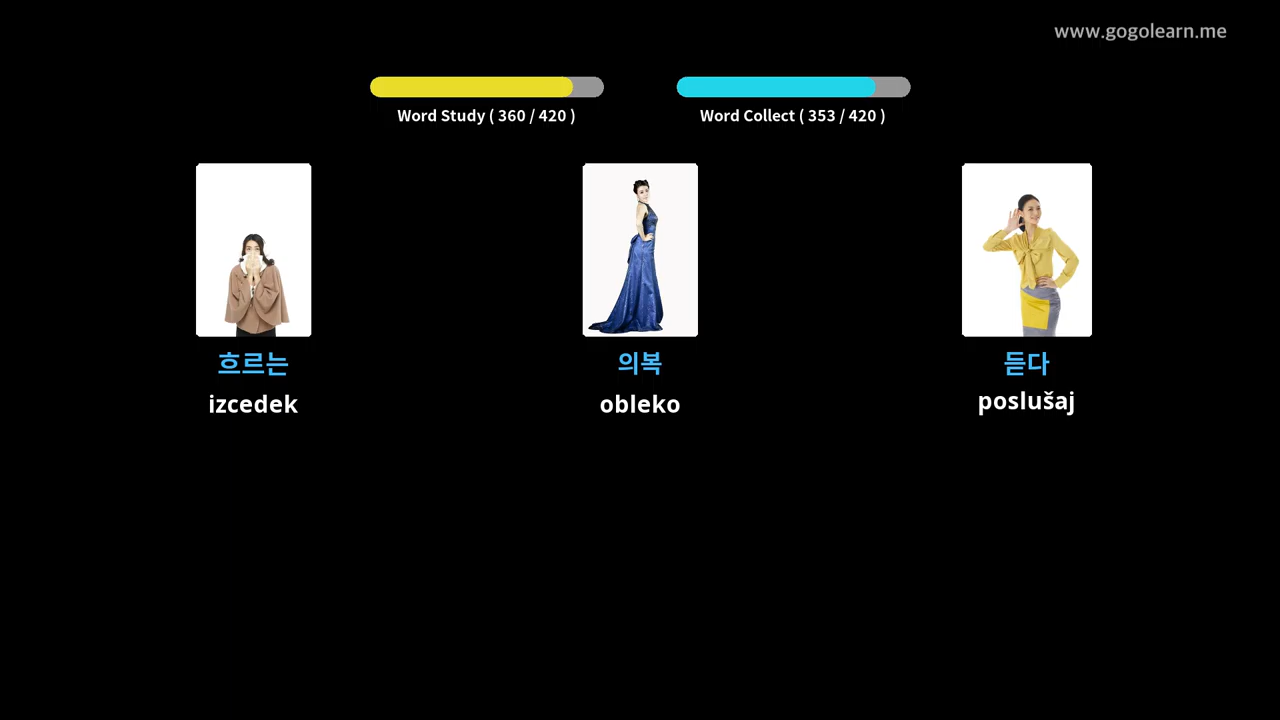 www.gogolearn.me
Word Study ( 360 / 420 )
Word Collect ( 353 / 420 )
흐르는
의복
듣다
izcedek
obleko
poslušaj